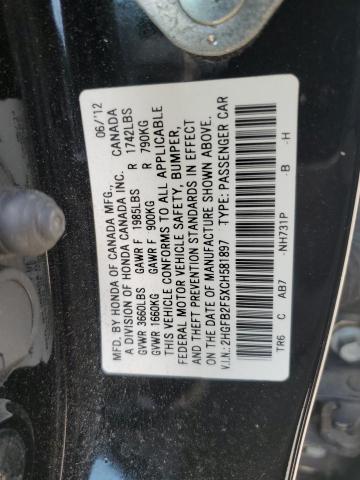 MFD. BY HONDA OF CANADA MFG., CANADA 06/'12
A DIVISION OF HONDA CANADA INC.
GVWR 3660LBS GAWR F 1985LBS R 1742LBS
GVWR 1660KG GAWR F 900KG R 790KG
THIS VEHICLE CONFORMS TO ALL APPLICABLE
FEDERAL MOTOR VEHICLE SAFETY, BUMPER,
AND THEFT PREVENTION STANDARDS IN EFFECT
ON THE DATE OF MANUFACTURE SHOWN ABOVE.
V.I.N.: 2HGFB2F5XCH581897 TYPE: PASSENGER CAR
TR6 C AB7 -NH731P -B -H